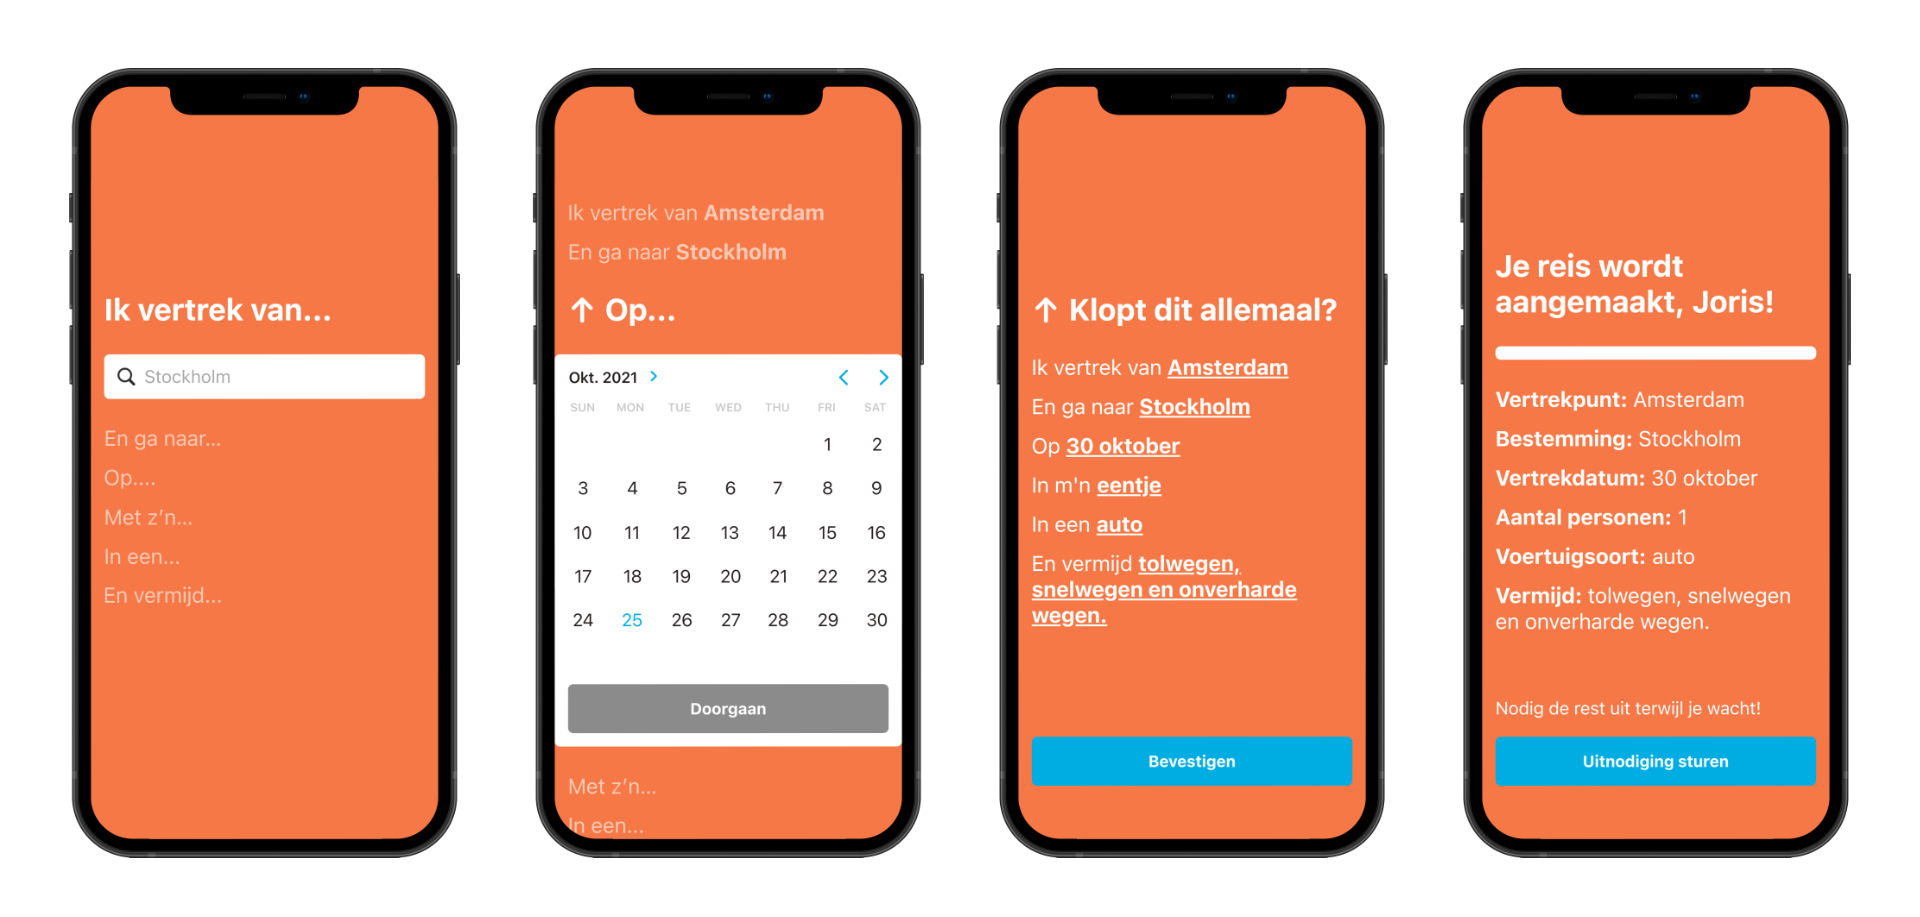 Ik vertrek van...
Stockholm
En ga naar...
Op....
Met z'n...
In een...
En vermijd...
Ik vertrek van Amsterdam
En ga naar Stockholm
↑ Op...
Okt. 2021 >
< >
SUN MON TUE WED THU FRI SAT
1 2
3 4 5 6 7 8 9
10 11 12 13 14 15 16
17 18 19 20 21 22 23
24 25 26 27 28 29 30
Doorgaan
Met z'n...
In een...
↑ Klopt dit allemaal?
Ik vertrek van Amsterdam
En ga naar Stockholm
Op 30 oktober
In m'n eentje
In een auto
En vermijd tolwegen,
snelwegen en onverharde
wegen.
Bevestigen
Je reis wordt
aangemaakt, Joris!
Vertrekpunt: Amsterdam
Bestemming: Stockholm
Vertrekdatum: 30 oktober
Aantal personen: 1
Voertuigsoort: auto
Vermijd: tolwegen, snelwegen
en onverharde wegen.
Nodig de rest uit terwijl je wacht!
Uitnodiging sturen